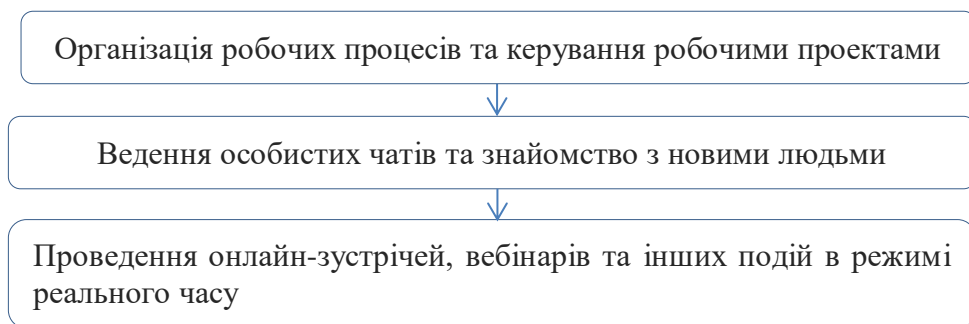 Організація робочих процесів та керування робочими проектами
Ведення особистих чатів та знайомство з новими людьми
Проведення онлайн-зустрічей, вебінарів та інших подій в режимі
реального часу